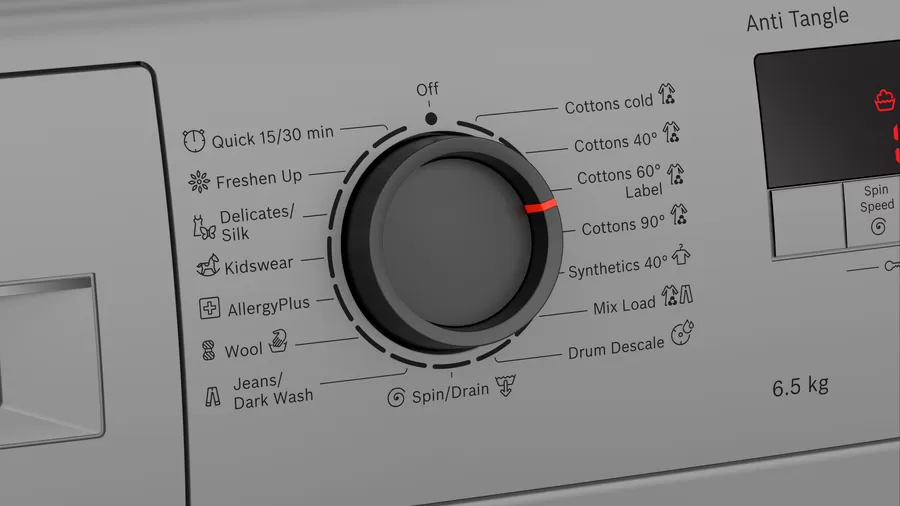 Anti Tangle
Off
Quick 15/30 min
Freshen Up
Delicates/
Silk
Kidswear
AllergyPlus
Wool
Jeans/
Dark Wash
Spin/Drain
Cottons cold
Cottons 40°
Cottons 60°
Label
Cottons 90°
Synthetics 40°
Mix Load
Drum Descale
Spin
Speed
6.5 kg